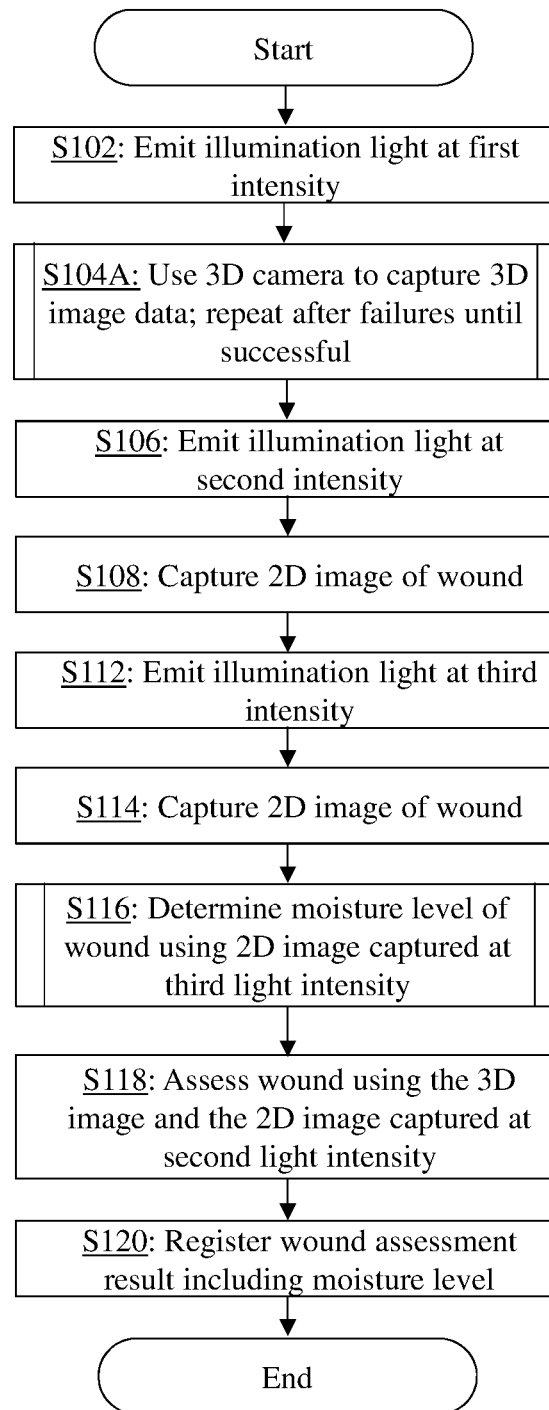 Start
S102: Emit illumination light at first
intensity
S104A: Use 3D camera to capture 3D
image data; repeat after failures until
successful
S106: Emit illumination light at
second intensity
S108: Capture 2D image of wound
S112: Emit illumination light at third
intensity
S114: Capture 2D image of wound
S116: Determine moisture level of
wound using 2D image captured at
third light intensity
S118: Assess wound using the 3D
image and the 2D image captured at
second light intensity
S120: Register wound assessment
result including moisture level
End